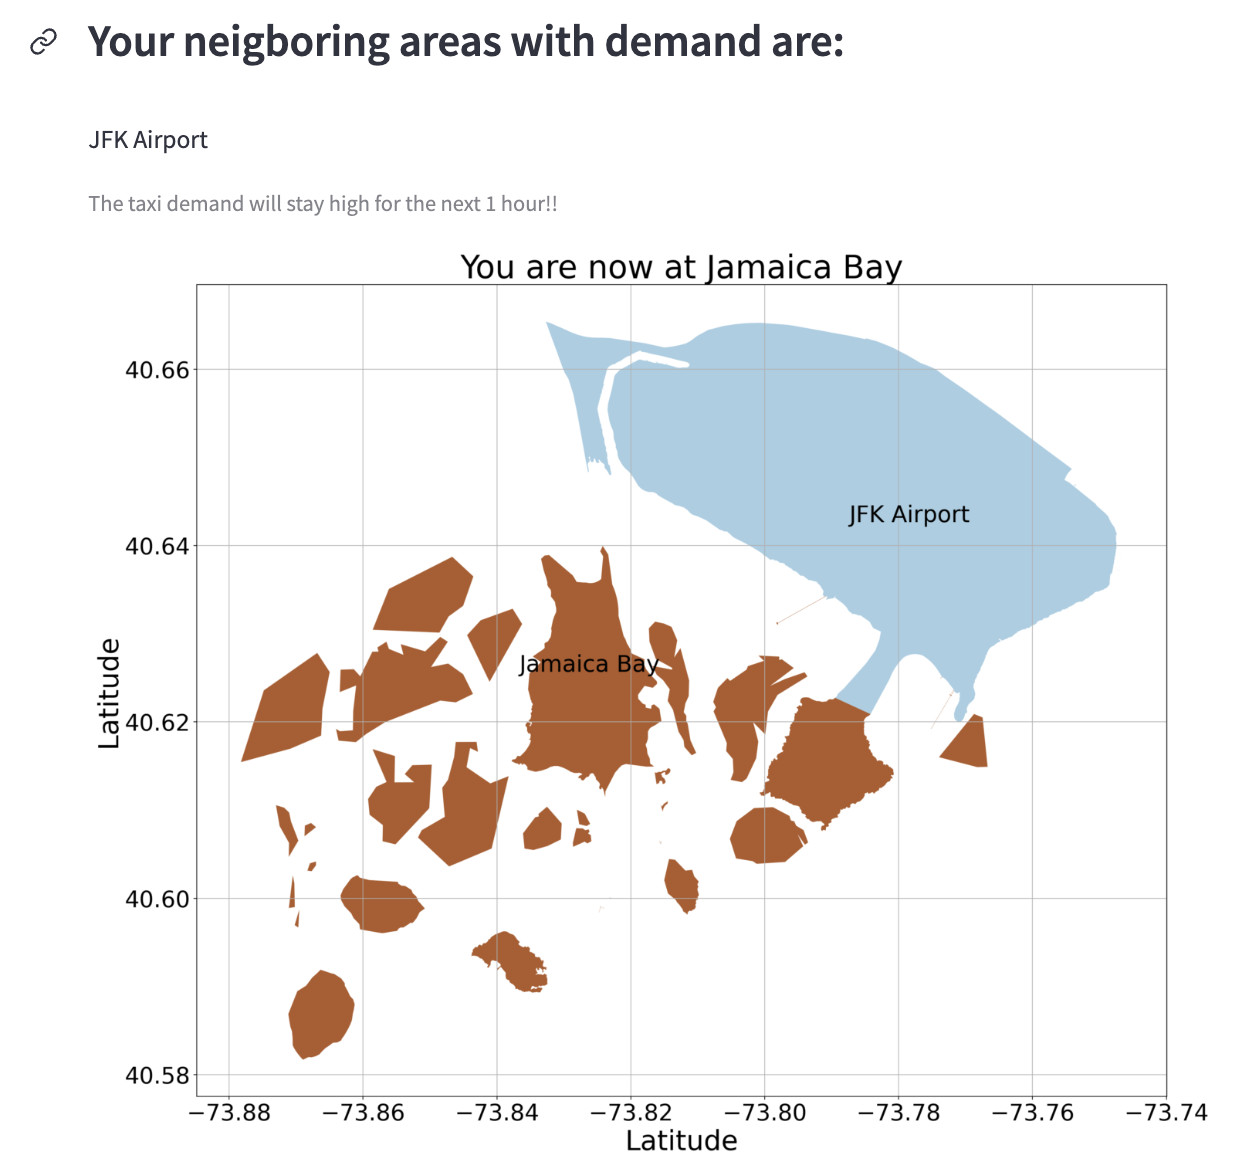 Your neigboring areas with demand are:
JFK Airport
The taxi demand will stay high for the next 1 hour!!
You are now at Jamaica Bay
40.66
40.64
40.62
40.60
40.58
Latitude
JFK Airport
Jamaica Bay
−73.88 −73.86 −73.84 −73.82 −73.80 −73.78 −73.76 −73.74
Latitude